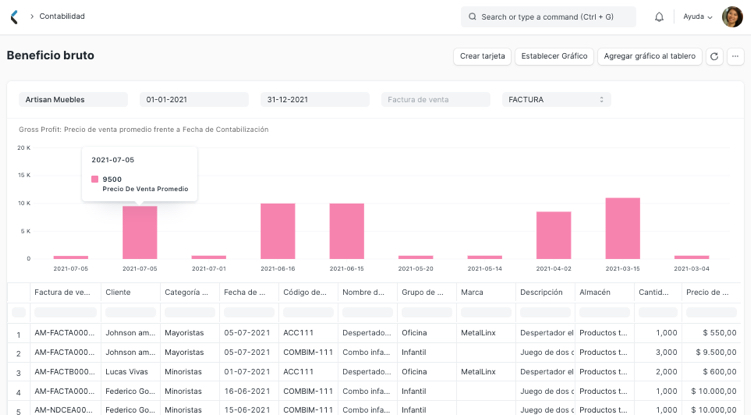 Contabilidad
Search or type a command (Ctrl + G)
Ayuda
Beneficio bruto
Crear tarjeta
Establecer Gráfico
Agregar gráfico al tablero
Artisan Muebles
01-01-2021
31-12-2021
Factura de venta
FACTURA
Gross Profit: Precio de venta promedio frente a Fecha de Contabilización
20 K
15 K
10 K
5 K
0
2021-07-05
9500
Precio De Venta Promedio
2021-07-05 2021-07-05 2021-07-01 2021-06-16 2021-06-15 2021-05-20 2021-05-14 2021-04-02 2021-03-15 2021-03-04
Factura de ve... Cliente Categoría ... Fecha de ... Código de... Nombre d... Grupo de ... Marca Descripción Almacén Cantid... Precio de ...
1 AM-FACTA000... Johnson am... Mayoristas 05-07-2021 ACC111 Despertado... Oficina MetalLinx Despertador el Productos t... 1,000 $ 550,00
2 AM-FACTA000... Johnson am... Mayoristas 05-07-2021 COMBIM-111 Combo infa... Infantil Juego de dos c Productos t... 3,000 $ 9.500,00
3 AM-FACTB000... Lucas Vivas Minoristas 01-07-2021 ACC111 Despertado... Oficina MetalLinx Despertador el Productos t... 2,000 $ 600,00
4 AM-FACTA000... Federico Go... Minoristas 16-06-2021 COMBIM-111 Combo infa... Infantil Juego de dos c Productos t... 1,000 $ 10.000,00
5 AM-NDCEA00... Federico Go... Minoristas 15-06-2021 COMBIM-111 Combo infa... Infantil Juego de dos c Productos t... 1,000 $ 10.000,00